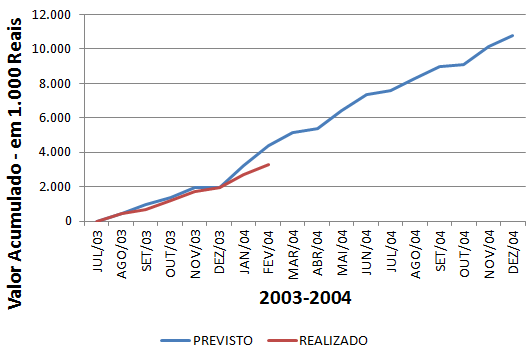 Valor Acumulado - em 1.000 Reais
12.000
10.000
8.000
6.000
4.000
2.000
0
JUL/03
AGO/03
SET/03
OUT/03
NOV/03
DEZ/03
JAN/04
FEV/04
MAR/04
ABR/04
MAI/04
JUN/04
JUL/04
AGO/04
SET/04
OUT/04
NOV/04
DEZ/04
2003-2004
PREVISTO
REALIZADO